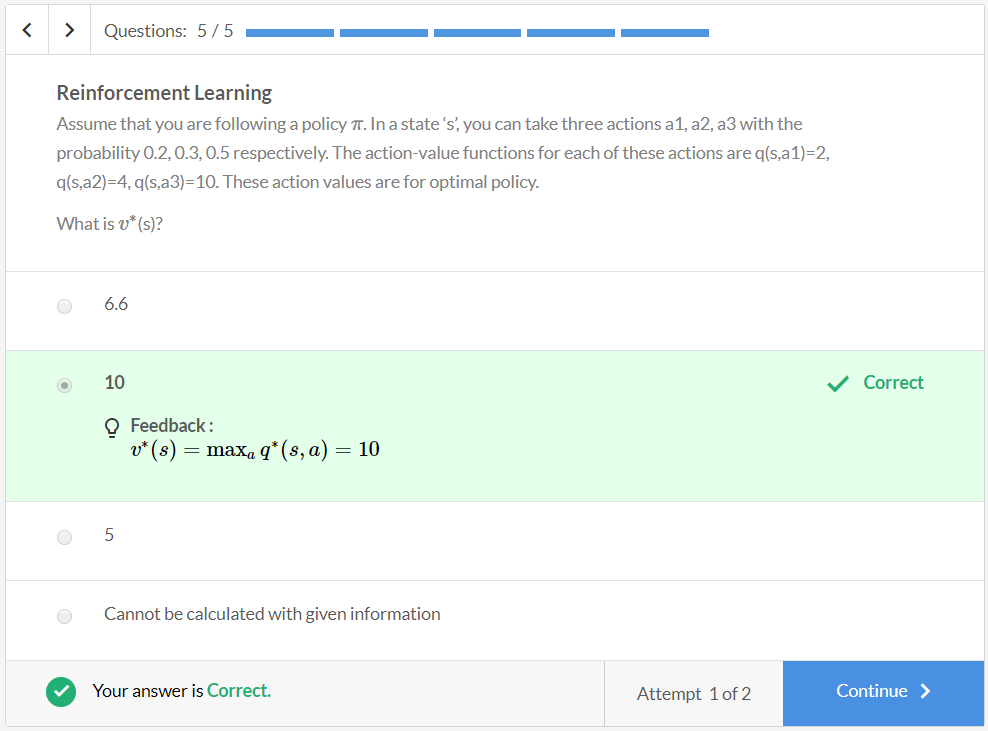 Questions: 5 / 5
Reinforcement Learning
Assume that you are following a policy π. In a state ‘s’, you can take three actions a1, a2, a3 with the
probability 0.2, 0.3, 0.5 respectively. The action-value functions for each of these actions are q(s,a1)=2,
q(s,a2)=4, q(s,a3)=10. These action values are for optimal policy.
What is v*(s)?
6.6
10
Correct
Feedback :
v*(s) = maxₐ q*(s, a) = 10
5
Cannot be calculated with given information
Your answer is Correct.
Attempt 1 of 2
Continue